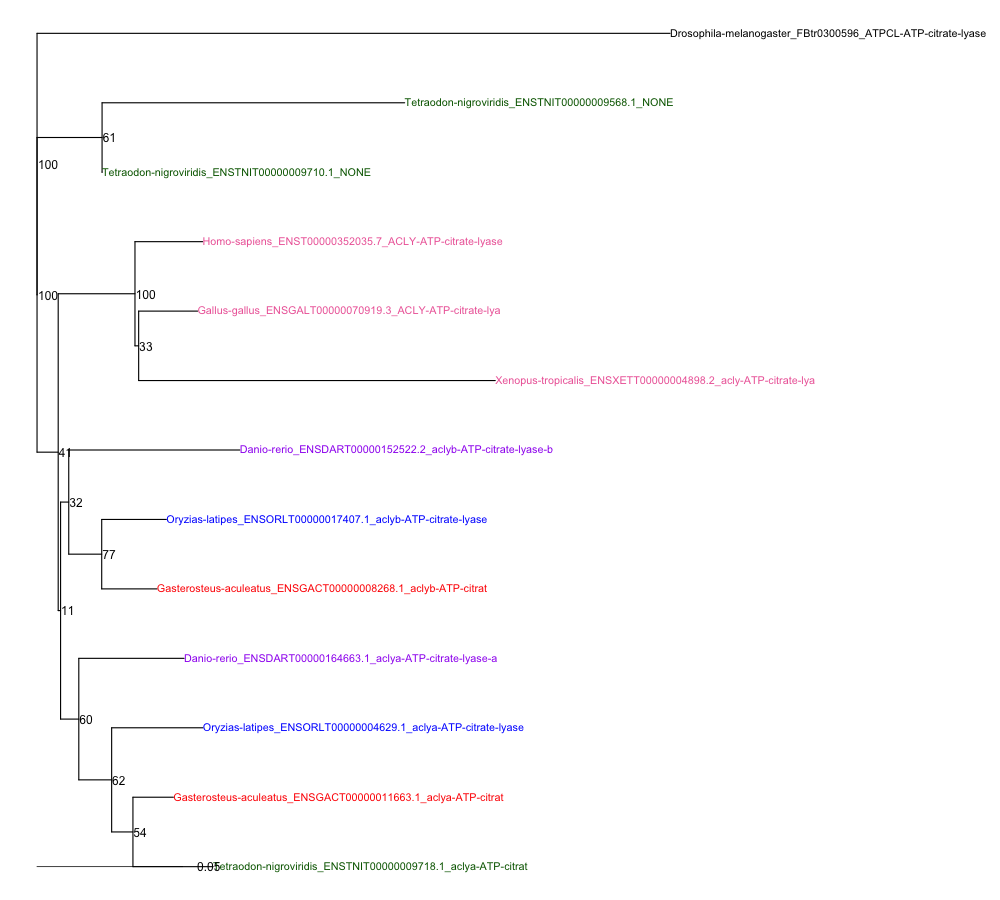 Drosophila-melanogaster_FBtr0300596_ATPCL-ATP-citrate-lyase
Tetraodon-nigroviridis_ENSTNIT00000009568.1_NONE
61
100
Tetraodon-nigroviridis_ENSTNIT00000009710.1_NONE
Homo-sapiens_ENST00000352035.7_ACLY-ATP-citrate-lyase
100
100
Gallus-gallus_ENSGALT00000070919.3_ACLY-ATP-citrate-lya
33
Xenopus-tropicalis_ENSXETT00000004898.2_acly-ATP-citrate-lya
Danio-rerio_ENSDART00000152522.2_aclyb-ATP-citrate-lyase-b
41
32
Oryzias-latipes_ENSORLT00000017407.1_aclyb-ATP-citrate-lyase
77
Gasterosteus-aculeatus_ENSGACT00000008268.1_aclyb-ATP-citrat
11
Danio-rerio_ENSDART00000164663.1_aclya-ATP-citrate-lyase-a
60
Oryzias-latipes_ENSORLT00000004629.1_aclya-ATP-citrate-lyase
62
Gasterosteus-aculeatus_ENSGACT00000011663.1_aclya-ATP-citrat
54
0.05
Tetraodon-nigroviridis_ENSTNIT00000009718.1_aclya-ATP-citrat